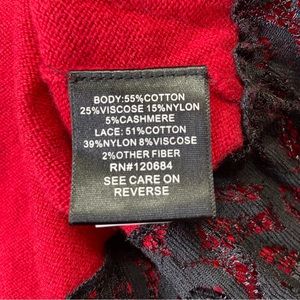 BODY:55%COTTON
25%VISCOSE 15%NYLON
5%CASHMERE
LACE: 51%COTTON
39%NYLON 8%VISCOSE
2%OTHER FIBER
RN#120684
SEE CARE ON
REVERSE